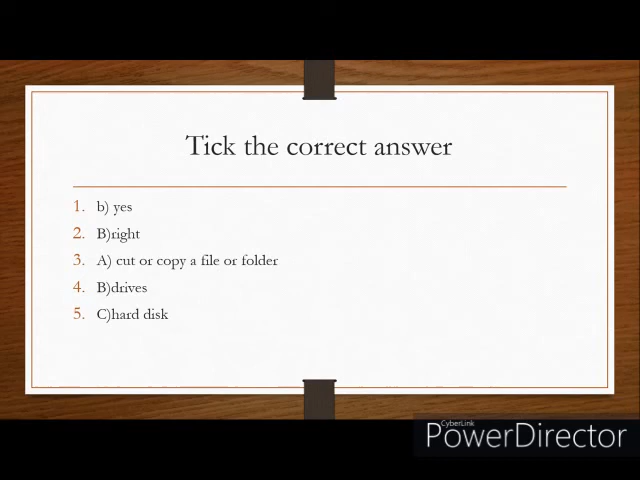 Tick the correct answer
1. b) yes
2. B)right
3. A) cut or copy a file or folder
4. B)drives
5. C)hard disk
CyberLink
PowerDirector